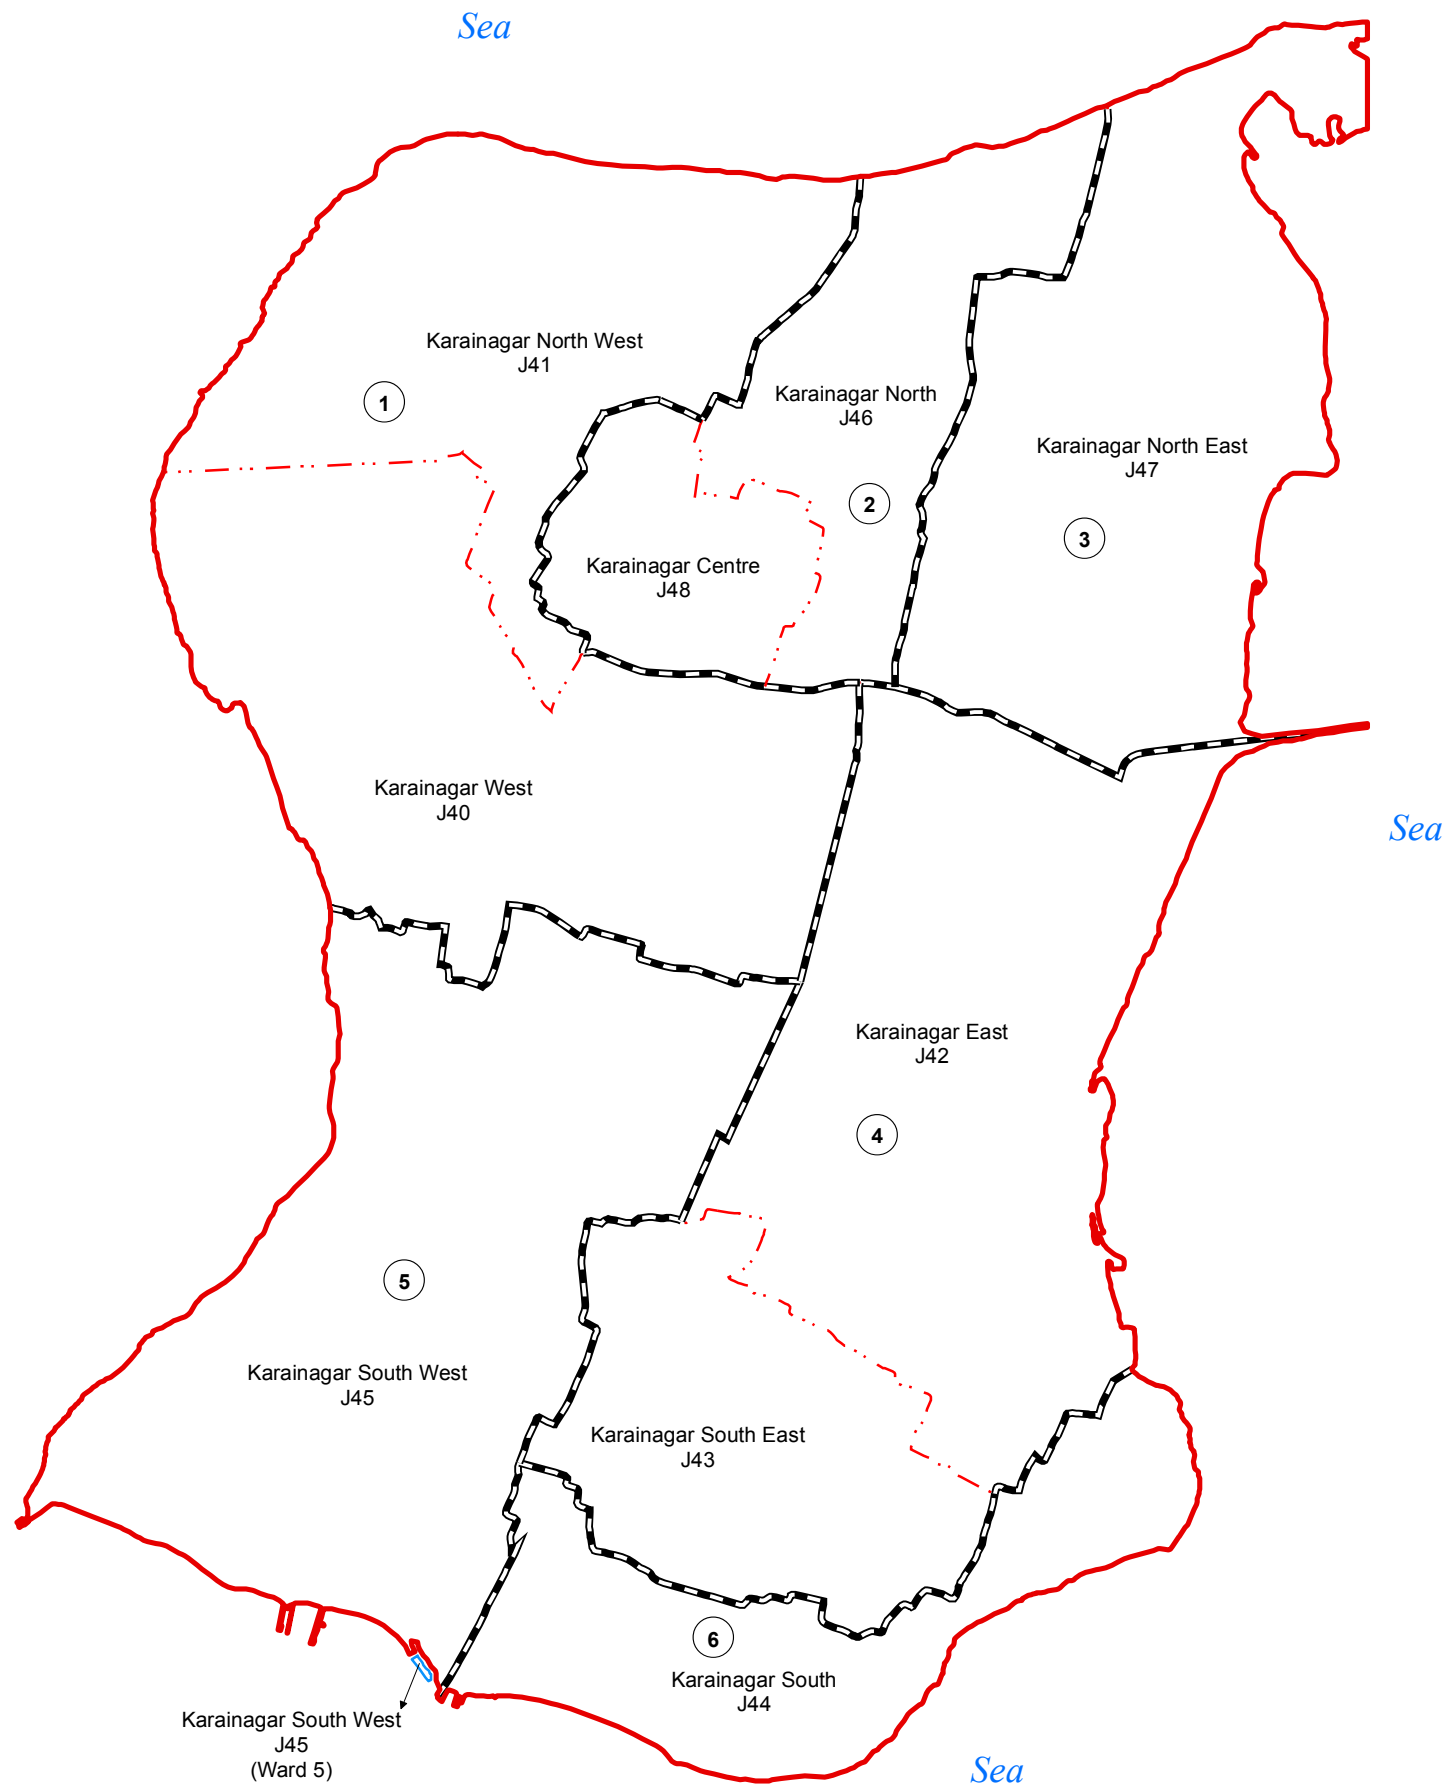 Sea
Karainagar North West
J41
1
Karainagar North
J46
Karainagar North East
J47
2
3
Karainagar Centre
J48
Karainagar West
J40
Sea
Karainagar East
J42
4
5
Karainagar South West
J45
Karainagar South East
J43
6
Karainagar South
J44
Karainagar South West
J45
(Ward 5)
Sea